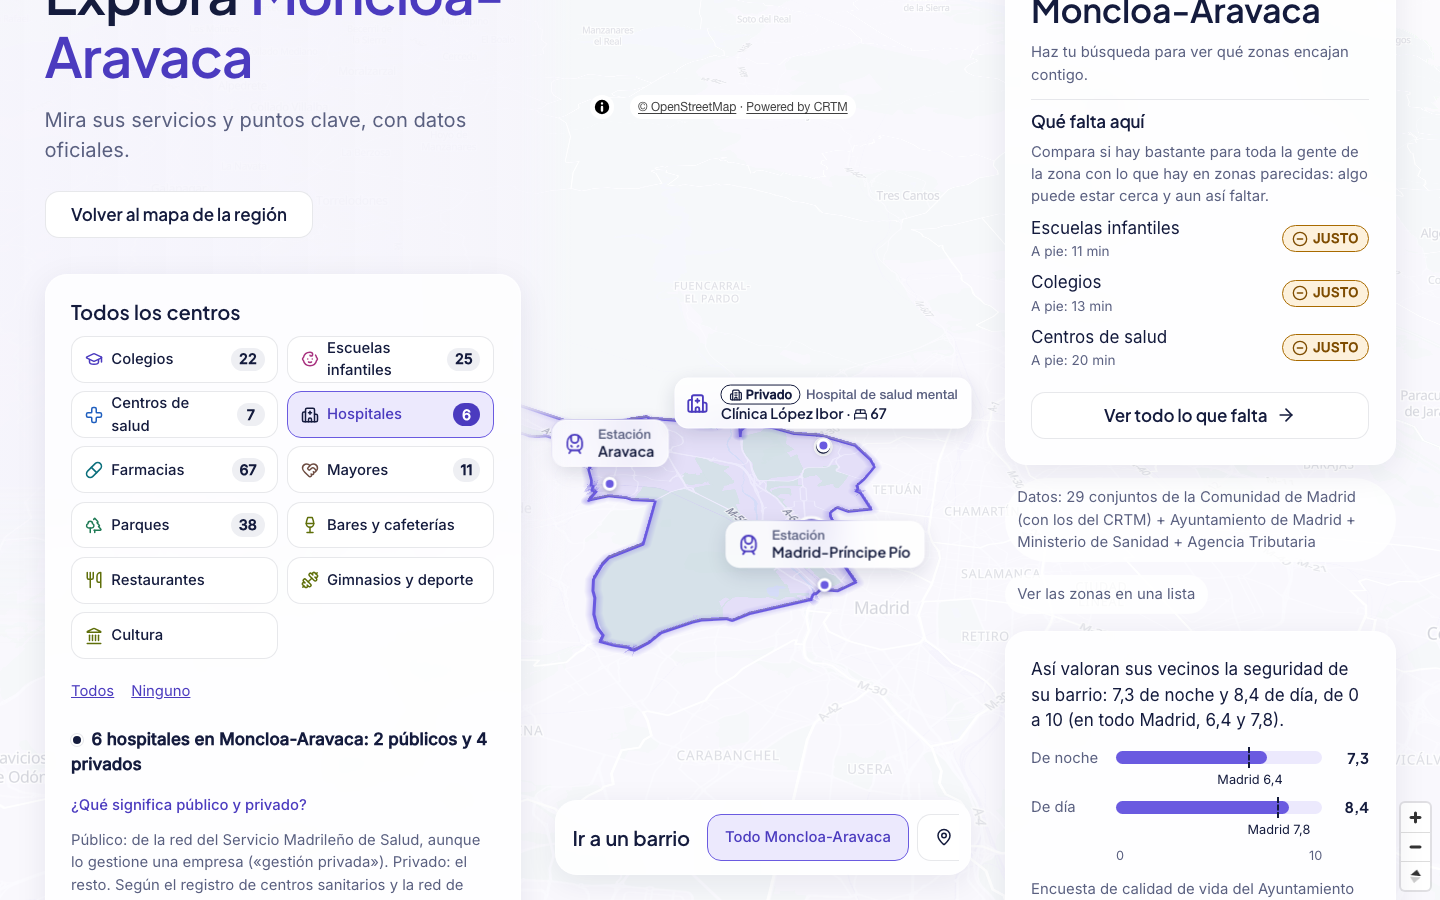 Explora Moncloa-
Aravaca
Mira sus servicios y puntos clave, con datos
oficiales.
Volver al mapa de la región
Todos los centros
Colegios 22
Escuelas
infantiles 25
Centros de
salud 7
Hospitales 6
Farmacias 67
Mayores 11
Parques 38
Bares y cafeterías
Restaurantes
Gimnasios y deporte
Cultura
Todos Ninguno
6 hospitales en Moncloa-Aravaca: 2 públicos y 4
privados
¿Qué significa público y privado?
Público: de la red del Servicio Madrileño de Salud, aunque
lo gestione una empresa («gestión privada»). Privado: el
resto. Según el registro de centros sanitarios y la red de
Soto del Real
de la Sierra
Manzanares
el Real
© OpenStreetMap · Powered by CRTM
Tres Cantos
FUENCARRAL-
EL PARDO
Privado Hospital de salud mental
Clínica López Ibor · 67
Estación
Aravaca
TETUÁN
CHAMART
Estación
Madrid-Príncipe Pío
SALAMANCA
Madrid
RETIRO
M-30
A-42
CARABANCHEL
USERA
Ir a un barrio
Todo Moncloa-Aravaca
Moncloa-Aravaca
Haz tu búsqueda para ver qué zonas encajan
contigo.
Qué falta aquí
Compara si hay bastante para toda la gente de
la zona con lo que hay en zonas parecidas: algo
puede estar cerca y aun así faltar.
Escuelas infantiles
A pie: 11 min
JUSTO
Colegios
A pie: 13 min
JUSTO
Centros de salud
A pie: 20 min
JUSTO
Ver todo lo que falta
Datos: 29 conjuntos de la Comunidad de Madrid
(con los del CRTM) + Ayuntamiento de Madrid +
Ministerio de Sanidad + Agencia Tributaria
Ver las zonas en una lista
Así valoran sus vecinos la seguridad de
su barrio: 7,3 de noche y 8,4 de día, de 0
a 10 (en todo Madrid, 6,4 y 7,8).
De noche 7,3
Madrid 6,4
De día 8,4
Madrid 7,8
0 10
Encuesta de calidad de vida del Ayuntamiento